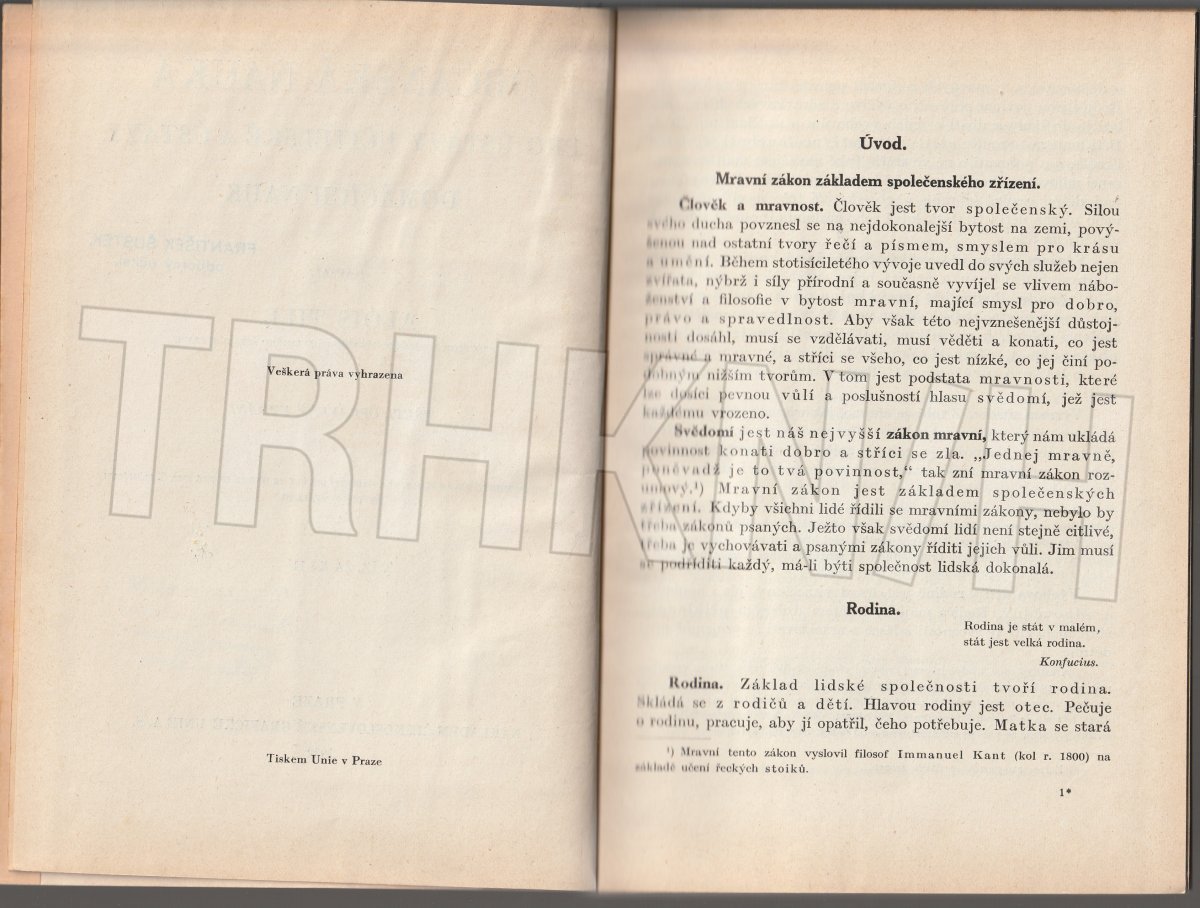 Veškerá práva vyhrazena
Tiskem Unie v Praze
FRANTIŠEK ŠUSTEK
TRHKNIH
Úvod.
Mravní zákon základem společenského zřízení.
Člověk a mravnost. Člověk jest tvor společenský. Silou
svého ducha povznesl se na nejdokonalejší bytost na zemi, pový-
šenou nad ostatní tvory řečí a písmem, smyslem pro krásu
a umění. Během stotisíciletého vývoje uvedl do svých služeb nejen
zvířata, nýbrž i síly přírodní a současně vyvíjel se vlivem nábo-
ženství a filosofie v bytost mravní, mající smysl pro dobro,
právo a spravedlnost. Aby však této nejvznešenější důstoj-
nosti dosáhl, musí se vzdělávati, musí věděti a konati, co jest
správné a mravné, a stříci se všeho, co jest nízké, co jej činí po-
dobným nižším tvorům. V tom jest podstata mravnosti, které
lze dosíci pevnou vůlí a poslušností hlasu svědomí, jež jest
každému vrozeno.
Svědomí jest náš nejvyšší zákon mravní, který nám ukládá
povinnost konati dobro a stříci se zla. „Jednej mravně,
poněvadž je to tvá povinnost,“ tak zní mravní zákon roz-
umový.¹) Mravní zákon jest základem společenských
zřízení. Kdyby všichni lidé řídili se mravními zákony, nebylo by
třeba zákonů psaných. Ježto však svědomí lidí není stejně citlivé,
třeba je vychovávati a psanými zákony říditi jejich vůli. Jim musí
se podříditi každý, má-li býti společnost lidská dokonalá.
Rodina.
Rodina je stát v malém,
stát jest velká rodina.
Konfucius.
Rodina. Základ lidské společnosti tvoří rodina.
Skládá se z rodičů a dětí. Hlavou rodiny jest otec. Pečuje
o rodinu, pracuje, aby jí opatřil, čeho potřebuje. Matka se stará
¹) Mravní tento zákon vyslovil filosof Immanuel Kant (kol r. 1800) na
základě učení řeckých stoiků.
1*